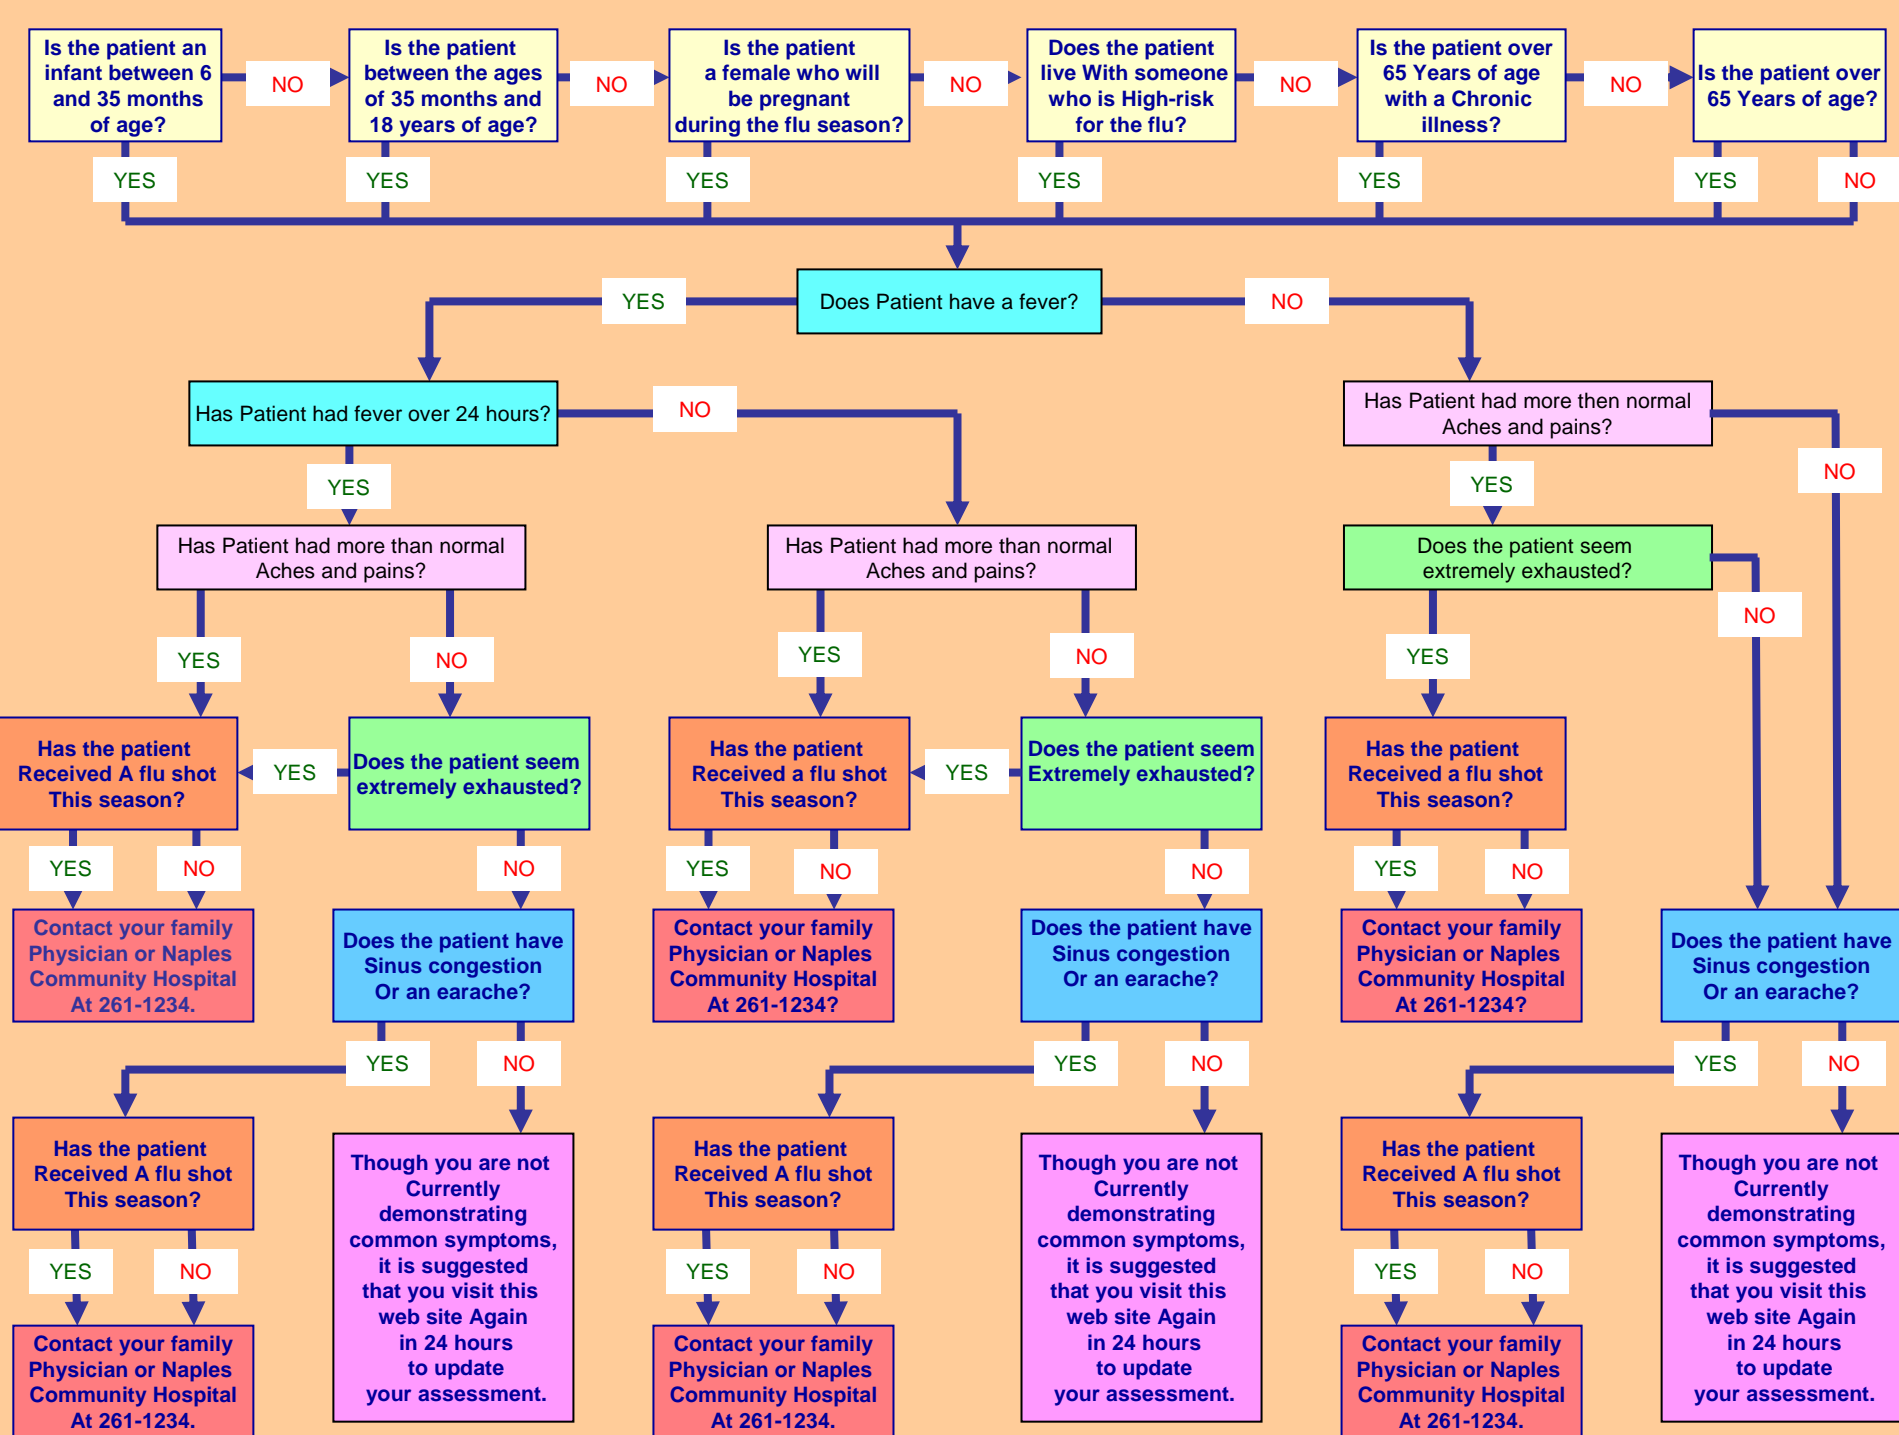 Is the patient an
infant between 6
and 35 months
of age?
NO
Is the patient
between the ages
of 35 months and
18 years of age?
NO
Is the patient
a female who will
be pregnant
during the flu season?
NO
Does the patient
live With someone
who is High-risk
for the flu?
NO
Is the patient over
65 Years of age
with a Chronic
illness?
NO
Is the patient over
65 Years of age?
YES
YES
YES
YES
YES
YES
NO
Does Patient have a fever?
YES
NO
Has Patient had fever over 24 hours?
NO
Has Patient had more then normal
Aches and pains?
NO
YES
YES
Has Patient had more than normal
Aches and pains?
Has Patient had more than normal
Aches and pains?
Does the patient seem
extremely exhausted?
NO
YES
NO
YES
NO
YES
Has the patient
Received A flu shot
This season?
YES
Does the patient seem
extremely exhausted?
Has the patient
Received a flu shot
This season?
YES
Does the patient seem
Extremely exhausted?
Has the patient
Received a flu shot
This season?
YES
NO
NO
YES
NO
NO
YES
NO
Contact your family
Physician or Naples
Community Hospital
At 261-1234.
Does the patient have
Sinus congestion
Or an earache?
Contact your family
Physician or Naples
Community Hospital
At 261-1234?
Does the patient have
Sinus congestion
Or an earache?
Contact your family
Physician or Naples
Community Hospital
At 261-1234?
Does the patient have
Sinus congestion
Or an earache?
YES
NO
YES
NO
YES
NO
Has the patient
Received A flu shot
This season?
Though you are not
Currently
demonstrating
common symptoms,
it is suggested
that you visit this
web site Again
in 24 hours
to update
your assessment.
Has the patient
Received A flu shot
This season?
Though you are not
Currently
demonstrating
common symptoms,
it is suggested
that you visit this
web site Again
in 24 hours
to update
your assessment.
Has the patient
Received A flu shot
This season?
Though you are not
Currently
demonstrating
common symptoms,
it is suggested
that you visit this
web site Again
in 24 hours
to update
your assessment.
YES
NO
YES
NO
YES
NO
Contact your family
Physician or Naples
Community Hospital
At 261-1234.
Contact your family
Physician or Naples
Community Hospital
At 261-1234.
Contact your family
Physician or Naples
Community Hospital
At 261-1234.